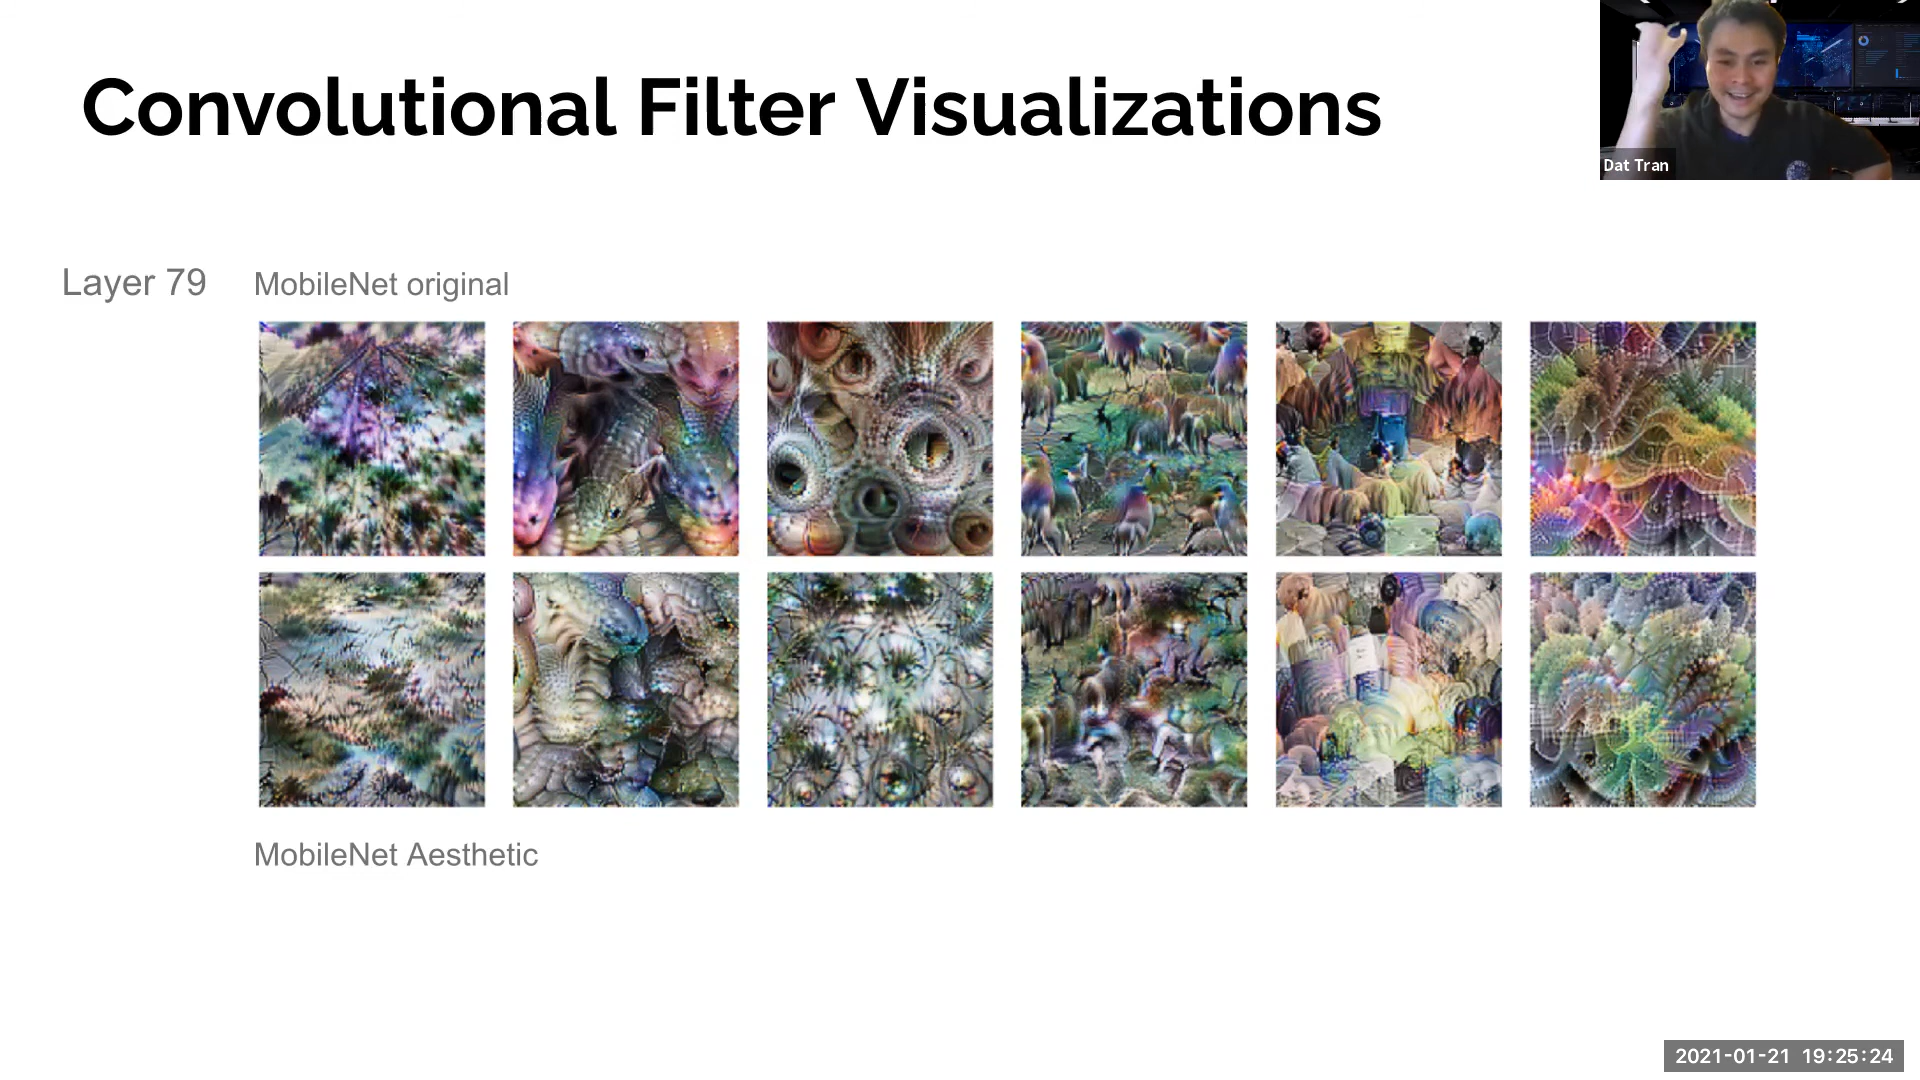 Convolutional Filter Visualizations
Dat Tran
Layer 79
MobileNet original
MobileNet Aesthetic
2021-01-21 19:25:24